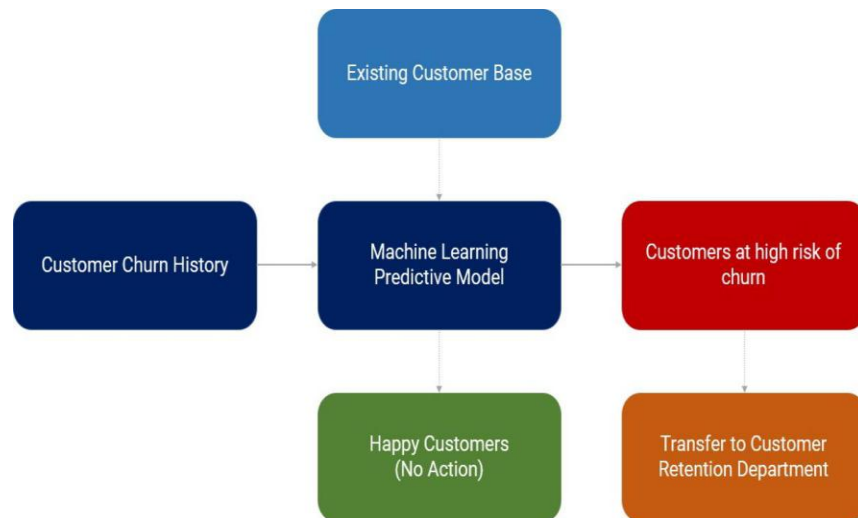 Existing Customer Base
Customer Churn History
Machine Learning
Predictive Model
Customers at high risk of
churn
Happy Customers
(No Action)
Transfer to Customer
Retention Department